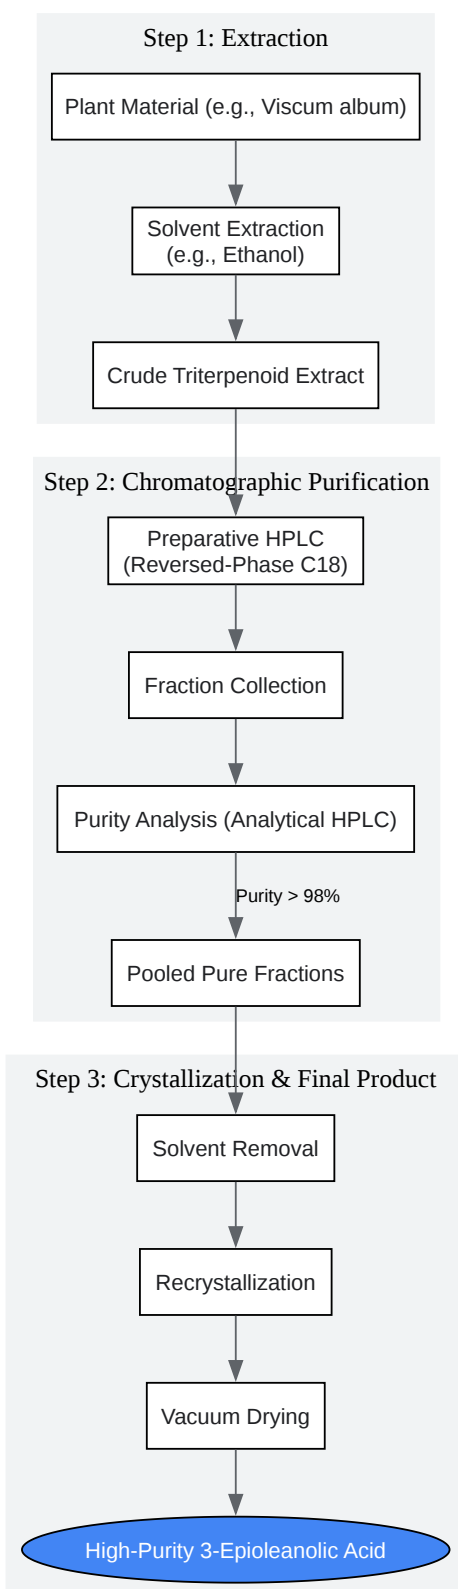 Step 1: Extraction
Plant Material (e.g., Viscum album)
Solvent Extraction
(e.g., Ethanol)
Crude Triterpenoid Extract
Step 2: Chromatographic Purification
Preparative HPLC
(Reversed-Phase C18)
Fraction Collection
Purity Analysis (Analytical HPLC)
Purity > 98%
Pooled Pure Fractions
Step 3: Crystallization & Final Product
Solvent Removal
Recrystallization
Vacuum Drying
High-Purity 3-Epioleanolic Acid